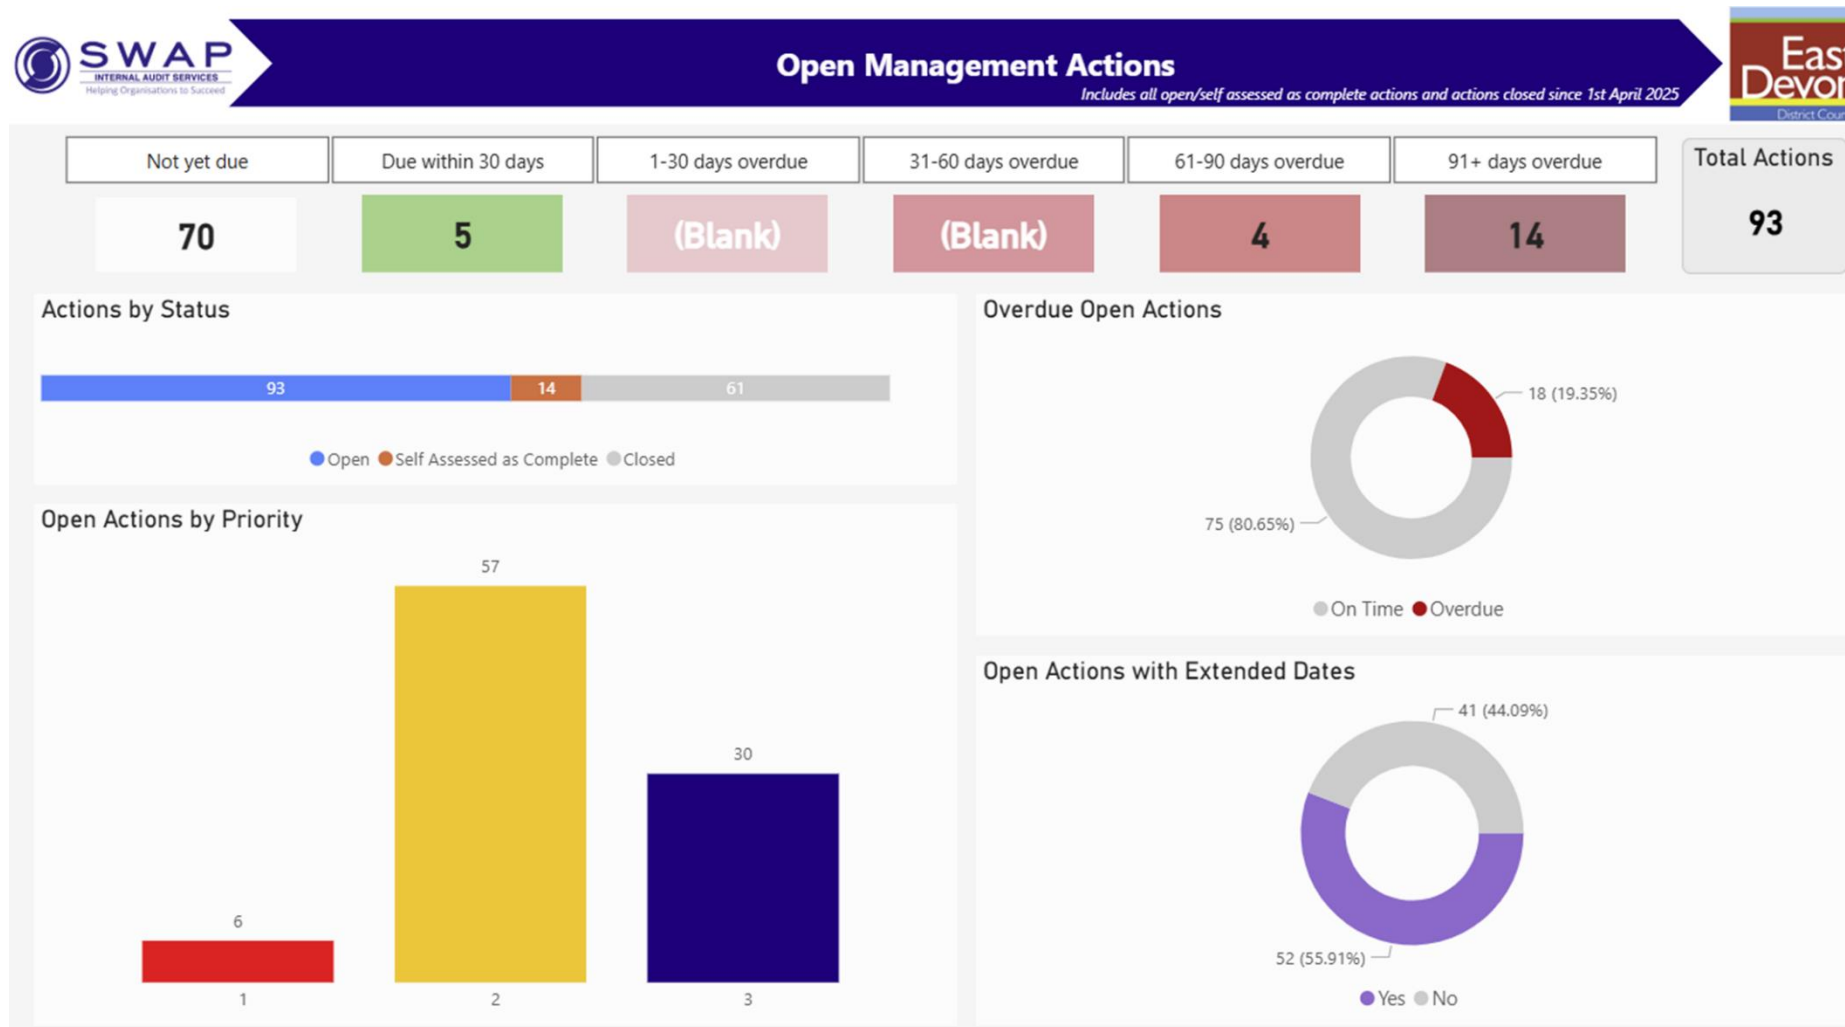 SWAP
INTERNAL AUDIT SERVICES
Helping Organisations to Succeed
Open Management Actions
Includes all open/self assessed as complete actions and actions closed since 1st April 2025
Devon
District
Not yet due
Due within 30 days
1-30 days overdue
31-60 days overdue
61-90 days overdue
91+ days overdue
Total Actions
70
5
(Blank)
(Blank)
4
14
93
Actions by Status
93
14
61
Open
Self Assessed as Complete
Closed
Overdue Open Actions
18 (19.35%)
75 (80.65%)
On Time
Overdue
Open Actions by Priority
57
30
6
1
2
3
Open Actions with Extended Dates
41 (44.09%)
52 (55.91%)
Yes
No